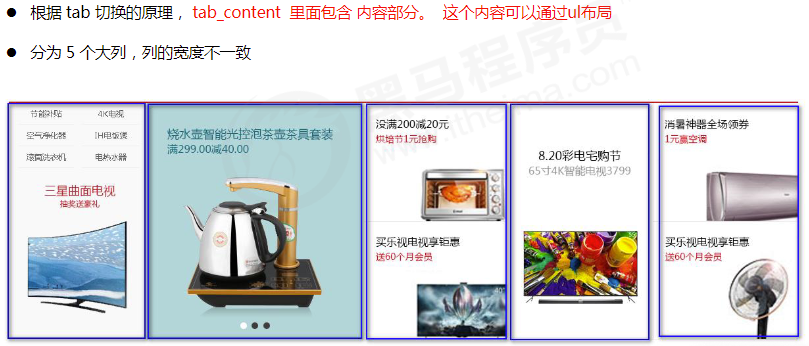 根据 tab 切换的原理， tab_content 里面包含 内容部分。 这个内容可以通过ul布局
分为 5 个大列，列的宽度不一致
黑马程序员
www.itheima.com
节能补贴 4K电视
空气净化器 IH电饭煲
滚筒洗衣机 电热水器
三星曲面电视
抽奖送豪礼
烧水壶智能光控泡茶壶茶具套装
满299.00减40.00
没满200减20元
烘培节1元抢购
买乐视电视享钜惠
送60个月会员
8.20彩电宅购节
65寸4K智能电视3799
消暑神器全场领券
1元赢空调
买乐视电视享钜惠
送60个月会员